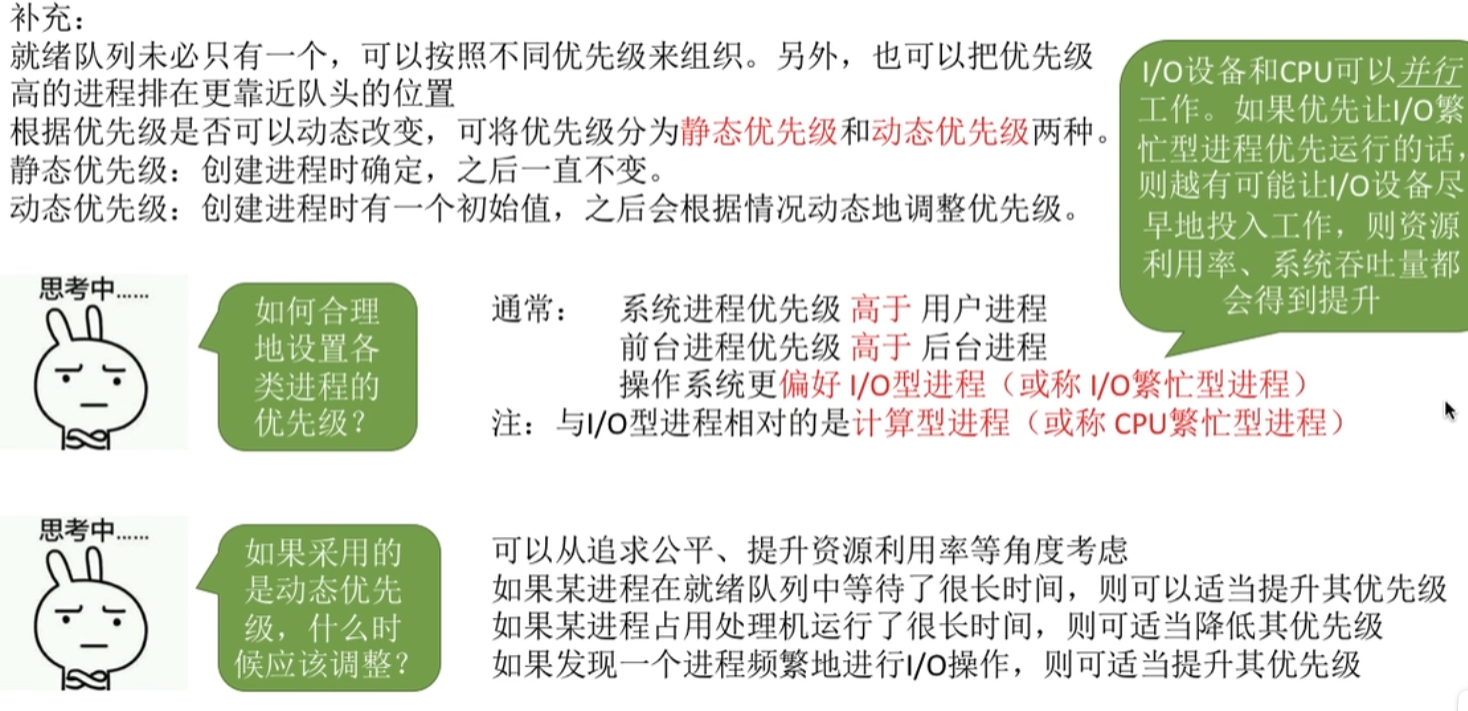 补充：
就绪队列未必只有一个，可以按照不同优先级来组织。另外，也可以把优先级
高的进程排在更靠近队头的位置
根据优先级是否可以动态改变，可将优先级分为静态优先级和动态优先级两种。
静态优先级：创建进程时确定，之后一直不变。
动态优先级：创建进程时有一个初始值，之后会根据情况动态地调整优先级。
I/O设备和CPU可以并行
工作。如果优先让I/O繁
忙型进程优先运行的话，
则越有可能让I/O设备尽
早地投入工作，则资源
利用率、系统吞吐量都
会得到提升
思考中……
如何合理
地设置各
类进程的
优先级？
通常： 系统进程优先级 高于 用户进程
前台进程优先级 高于 后台进程
操作系统更偏好 I/O型进程（或称 I/O繁忙型进程）
注：与I/O型进程相对的是计算型进程（或称 CPU繁忙型进程）
思考中……
如果采用的
是动态优先
级，什么时
候应该调整？
可以从追求公平、提升资源利用率等角度考虑
如果某进程在就绪队列中等待了很长时间，则可以适当提升其优先级
如果某进程占用处理机运行了很长时间，则可适当降低其优先级
如果发现一个进程频繁地进行I/O操作，则可适当提升其优先级